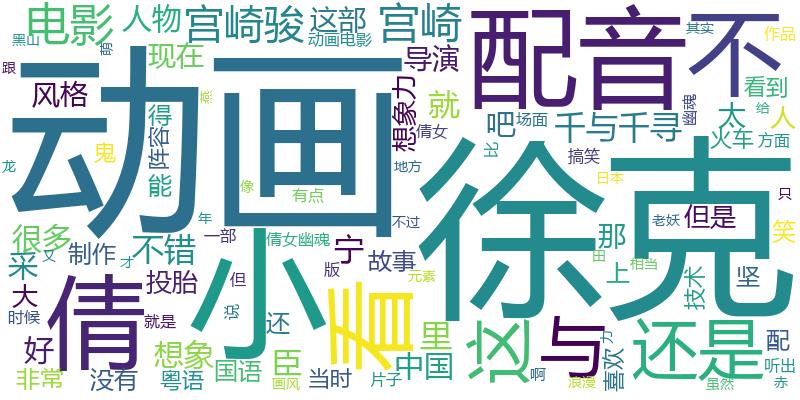 电影
人物
宫崎骏
这部
宫崎
动画电影
配音
不
其实
作品
黑山
跟
萌
燕
现在
导演
风格
动画
得
阵容
想象力
就
看到
幽魂
给
太
人
鬼
能
倩女
吧
场面
千与千寻
火车
方面
龙
地方
比
搞笑
像
有点
日本
徐克
只
老妖
但是
笑
年
不过
很多
又
采
制作
才
不错
一部
倩女幽魂
宁
那
田
相当
大
投胎
小
但
版
故事
看
元素
上
技术
坚
倩
时候
就是
说
还
里
这
与
还是
力
配
好
想象
国语
臣
中国
喜欢
听出
非常
没有
粤语
画风
当时
片子
啊
浪漫
虽然
赤